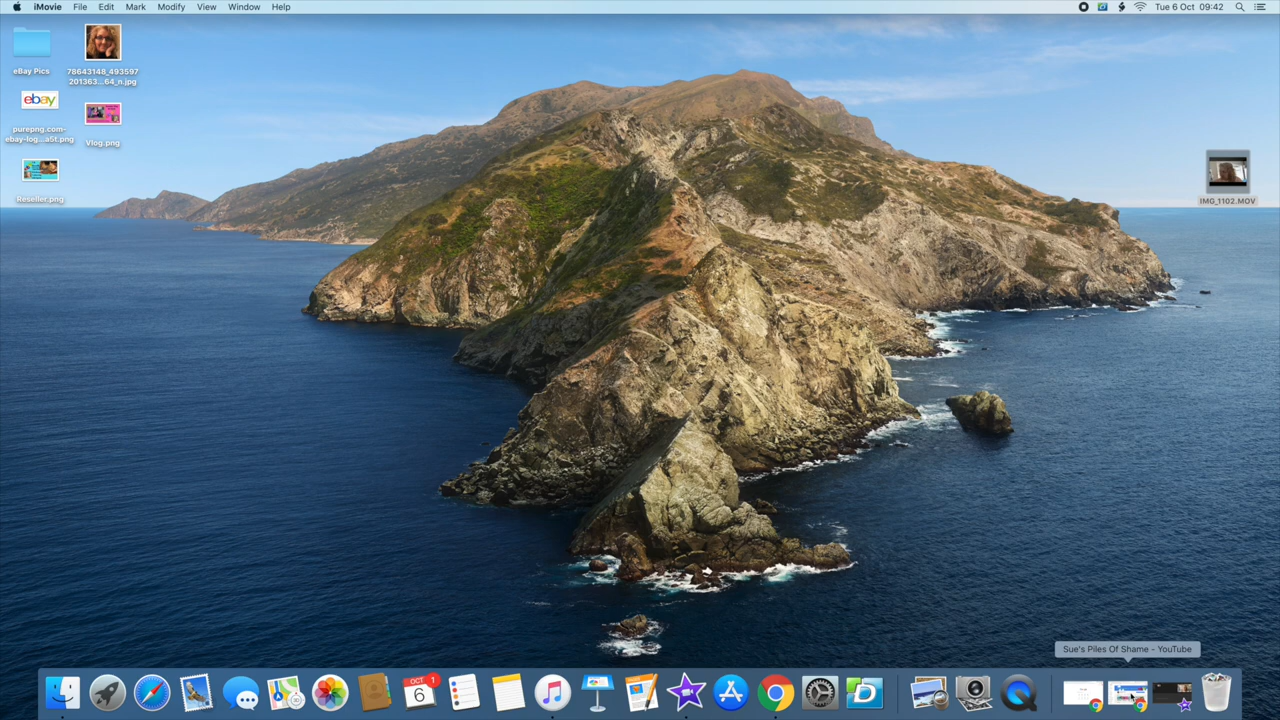 iMovie File Edit Mark Modify View Window Help
Tue 6 Oct 09:42
eBay Pics
78643148_493597
201363...64_n.jpg
ebay
purepng.com-
ebay-log...a5t.png
Vlog.png
Reseller.png
IMG_1102.MOV
Sue's Piles Of Shame - YouTube
OCT
1
6